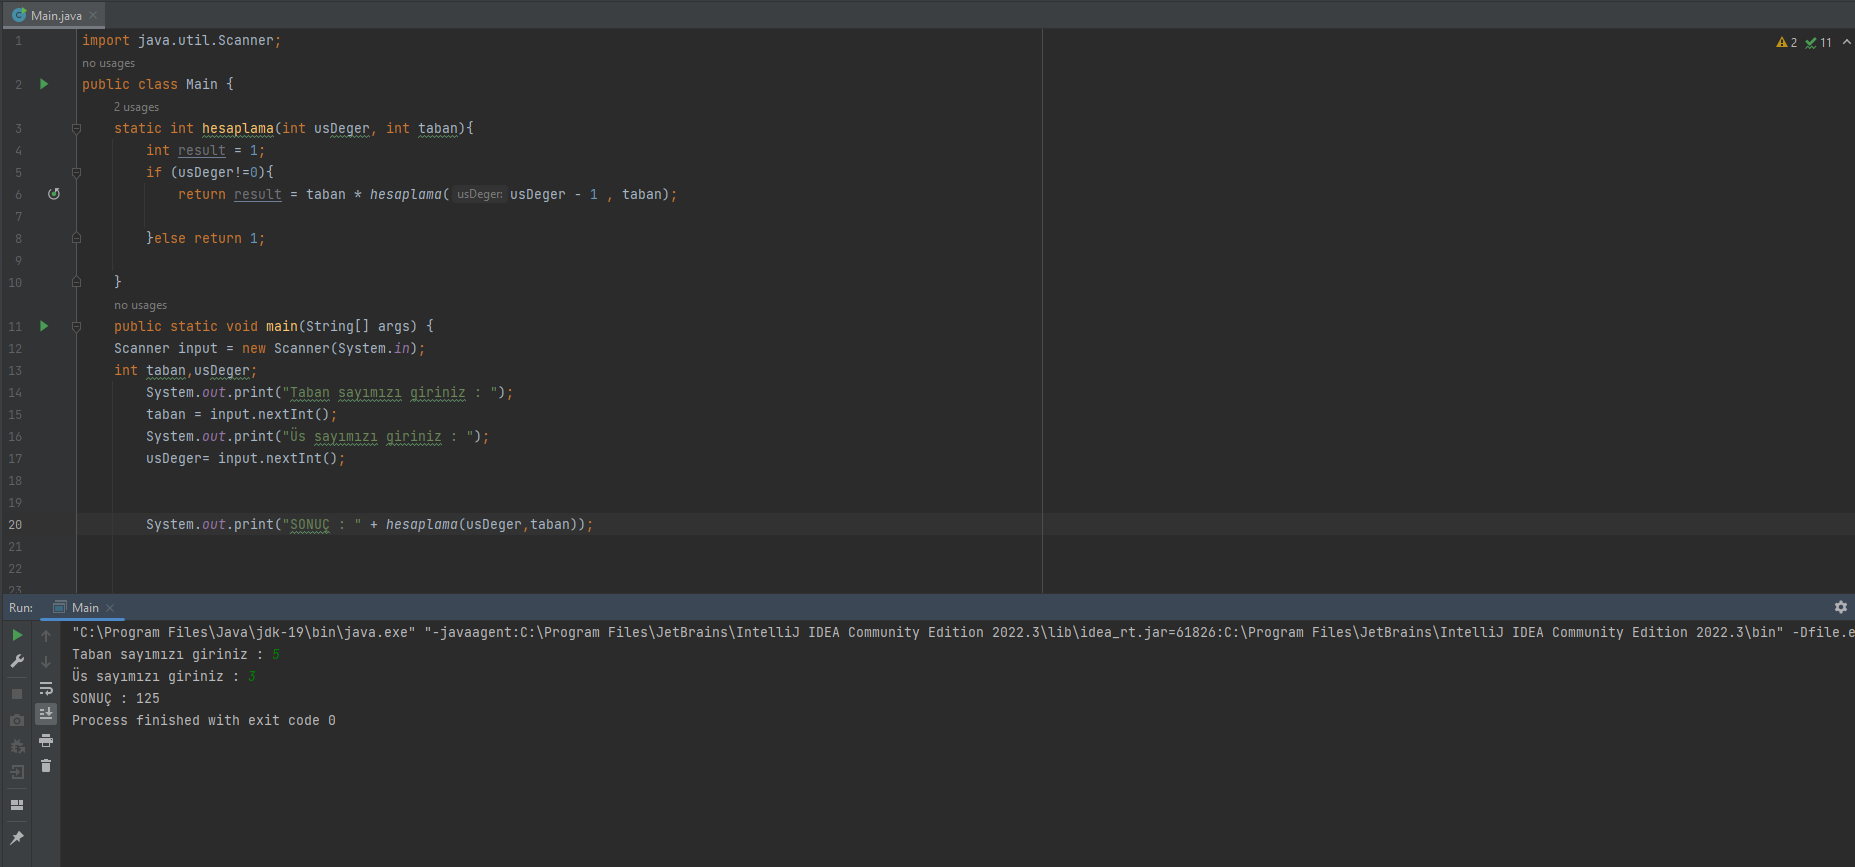 Main.java
2 11
1 import java.util.Scanner;
no usages
2 public class Main {
2 usages
3 static int hesaplama(int usDeger, int taban){
4 int result = 1;
5 if (usDeger!=0){
6 return result = taban * hesaplama( usDeger: usDeger - 1 , taban);
7
8 }else return 1;
9
10 }
no usages
11 public static void main(String[] args) {
12 Scanner input = new Scanner(System.in);
13 int taban,usDeger;
14 System.out.print("Taban sayımızı giriniz : ");
15 taban = input.nextInt();
16 System.out.print("Üs sayımızı giriniz : ");
17 usDeger= input.nextInt();
18
19
20 System.out.print("SONUÇ : " + hesaplama(usDeger,taban));
21
22
23
Run: Main
"C:\Program Files\Java\jdk-19\bin\java.exe" "-javaagent:C:\Program Files\JetBrains\IntelliJ IDEA Community Edition 2022.3\lib\idea_rt.jar=61826:C:\Program Files\JetBrains\IntelliJ IDEA Community Edition 2022.3\bin" -Dfile.e
Taban sayımızı giriniz : 5
Üs sayımızı giriniz : 3
SONUÇ : 125
Process finished with exit code 0